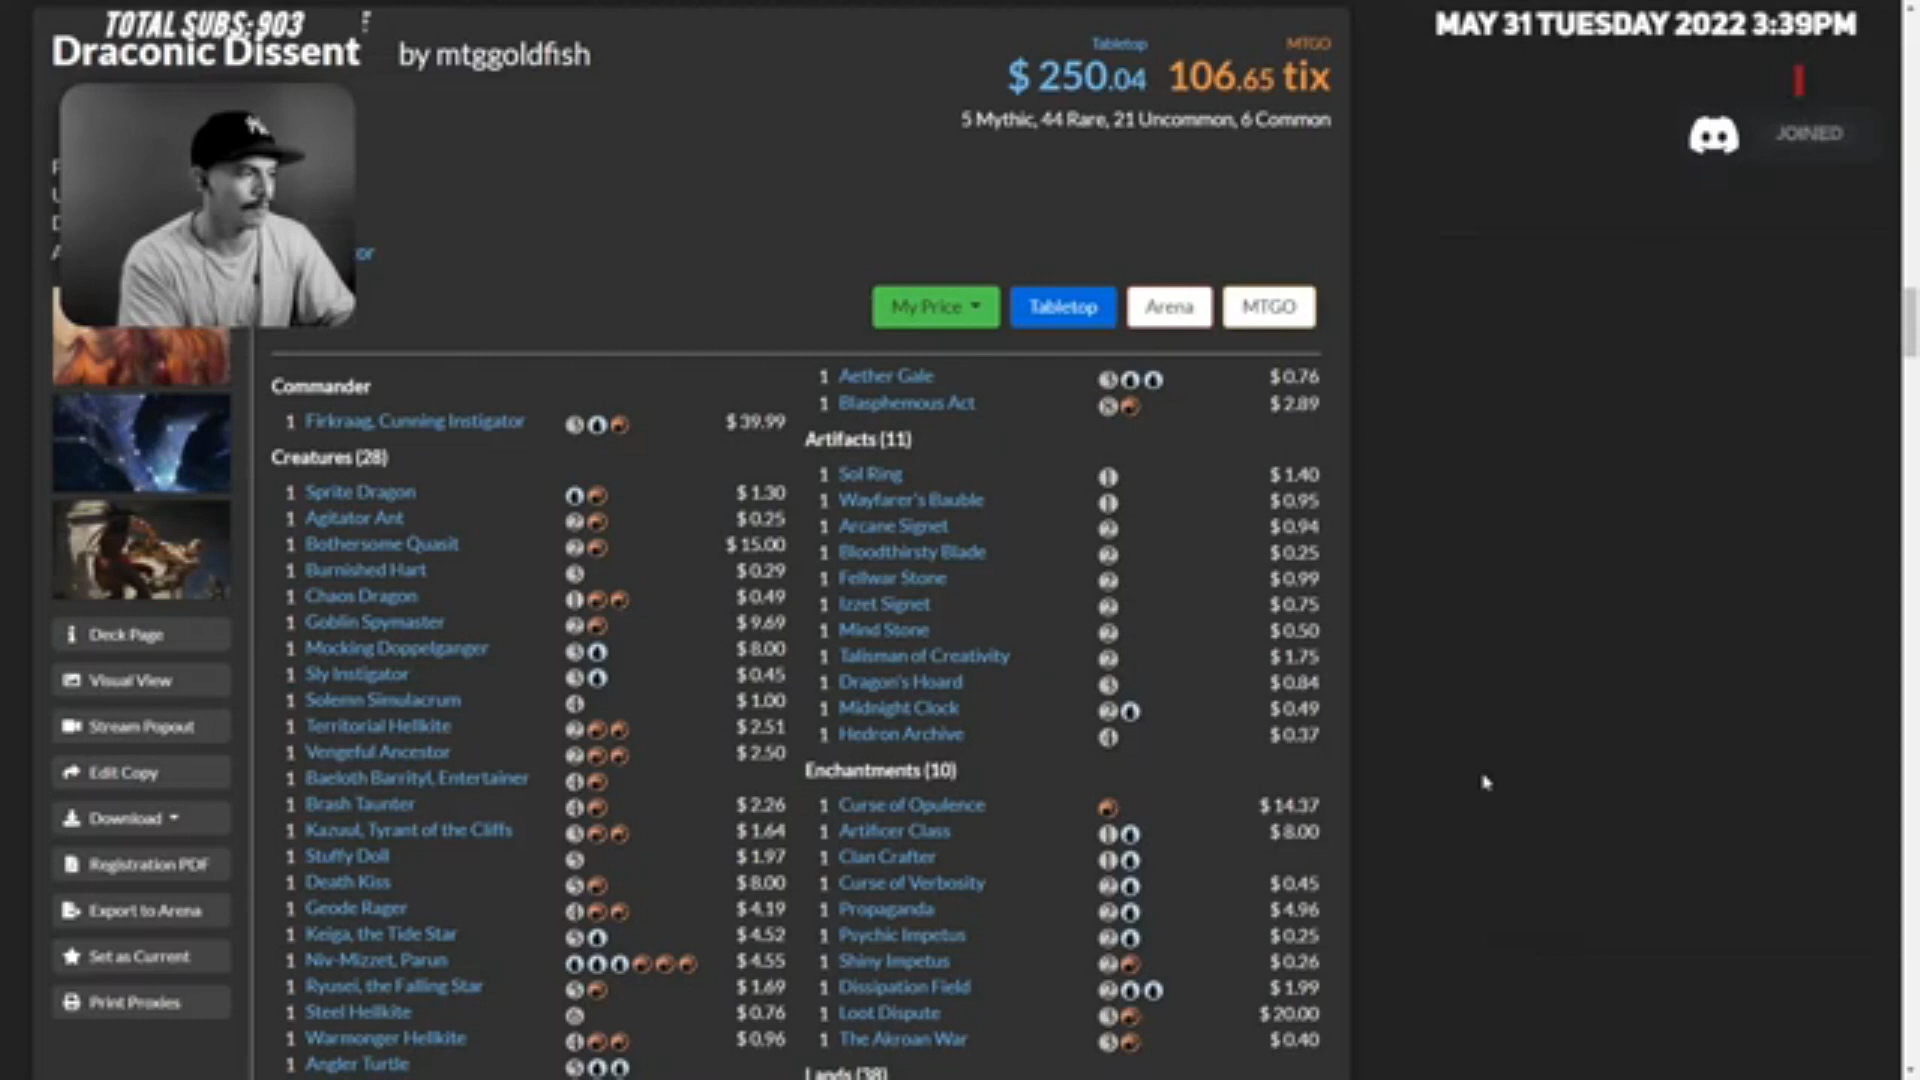 TOTAL SUBS: 903
MAY 31 TUESDAY 2022 3:39PM
Draconic Dissent by mtggoldfish
Tabletop MTGO
$ 250.04 106.65 tix
5 Mythic, 44 Rare, 21 Uncommon, 6 Common
JOINED
or
My Price Tabletop Arena MTGO
Commander
1 Firkraag, Cunning Instigator $ 39.99
Creatures (28)
1 Sprite Dragon $ 1.30
1 Agitator Ant $ 0.25
1 Bothersome Quasit $ 15.00
1 Burnished Hart $ 0.29
1 Chaos Dragon $ 0.49
1 Goblin Spymaster $ 9.69
1 Mocking Doppelganger $ 8.00
1 Sly Instigator $ 0.45
1 Solemn Simulacrum $ 1.00
1 Territorial Hellkite $ 2.51
1 Vengeful Ancestor $ 2.50
1 Baeloth Barrityl, Entertainer
1 Brash Taunter $ 2.26
1 Kazuul, Tyrant of the Cliffs $ 1.64
1 Stuffy Doll $ 1.97
1 Death Kiss $ 8.00
1 Geode Rager $ 4.19
1 Keiga, the Tide Star $ 4.52
1 Niv-Mizzet, Parun $ 4.55
1 Ryusei, the Falling Star $ 1.69
1 Steel Hellkite $ 0.76
1 Warmonger Hellkite $ 0.96
1 Angler Turtle
1 Aether Gale $ 0.76
1 Blasphemous Act $ 2.89
Artifacts (11)
1 Sol Ring $ 1.40
1 Wayfarer's Bauble $ 0.95
1 Arcane Signet $ 0.94
1 Bloodthirsty Blade $ 0.25
1 Fellwar Stone $ 0.99
1 Izzet Signet $ 0.75
1 Mind Stone $ 0.50
1 Talisman of Creativity $ 1.75
1 Dragon's Hoard $ 0.84
1 Midnight Clock $ 0.49
1 Hedron Archive $ 0.37
Enchantments (10)
1 Curse of Opulence $ 14.37
1 Artificer Class $ 8.00
1 Clan Crafter
1 Curse of Verbosity $ 0.45
1 Propaganda $ 4.96
1 Psychic Impetus $ 0.25
1 Shiny Impetus $ 0.26
1 Dissipation Field $ 1.99
1 Loot Dispute $ 20.00
1 The Akroan War $ 0.40
Lands (38)
Deck Page
Visual View
Stream Popout
Edit Copy
Download
Registration PDF
Export to Arena
Set as Current
Print Proxies